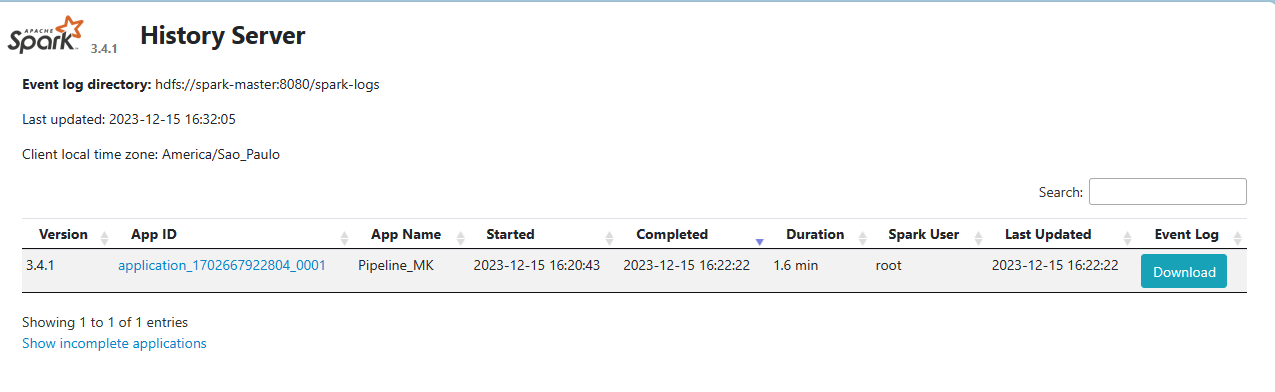 APACHE
Spark 3.4.1 History Server
Event log directory: hdfs://spark-master:8080/spark-logs
Last updated: 2023-12-15 16:32:05
Client local time zone: America/Sao_Paulo
Search:
Version App ID App Name Started Completed Duration Spark User Last Updated Event Log
3.4.1 application_1702667922804_0001 Pipeline_MK 2023-12-15 16:20:43 2023-12-15 16:22:22 1.6 min root 2023-12-15 16:22:22 Download
Showing 1 to 1 of 1 entries
Show incomplete applications